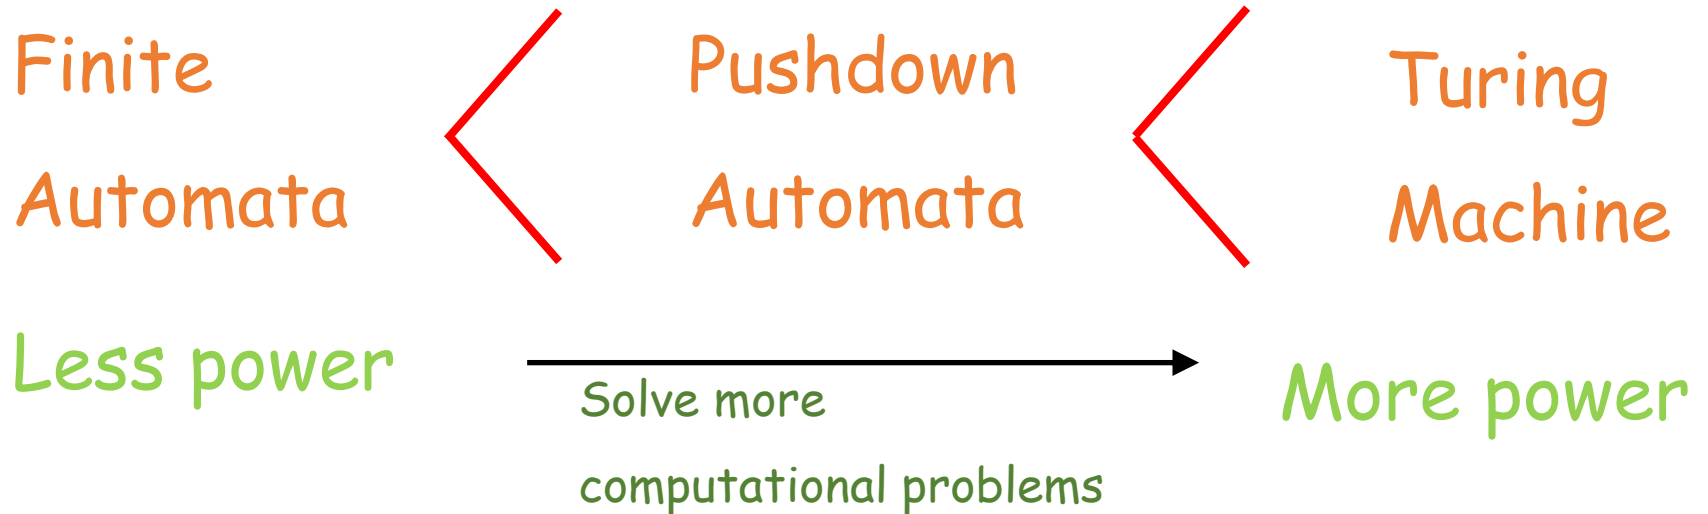 Finite
Automata
Pushdown
Automata
Turing
Machine
Less power
Solve more
computational problems
More power